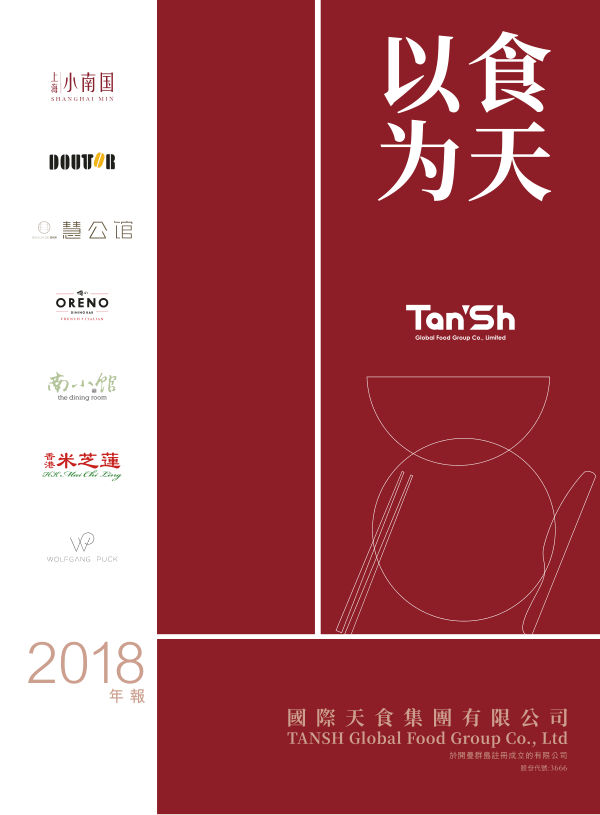 上海 小南国
SHANGHAI MIN
DOUTOR
慧公馆
ORENO
DINING BAR
FRENCH • ITALIAN
南小馆
the dining room
香港 米芝蓮
HK Mai Chi Ling
WP
WOLFGANG PUCK
2018
年報
以食
为天
Tan'Sh
Global Food Group Co., Limited
國際天食集團有限公司
TANSH Global Food Group Co., Ltd
於開曼群島註冊成立的有限公司
股份代號:3666